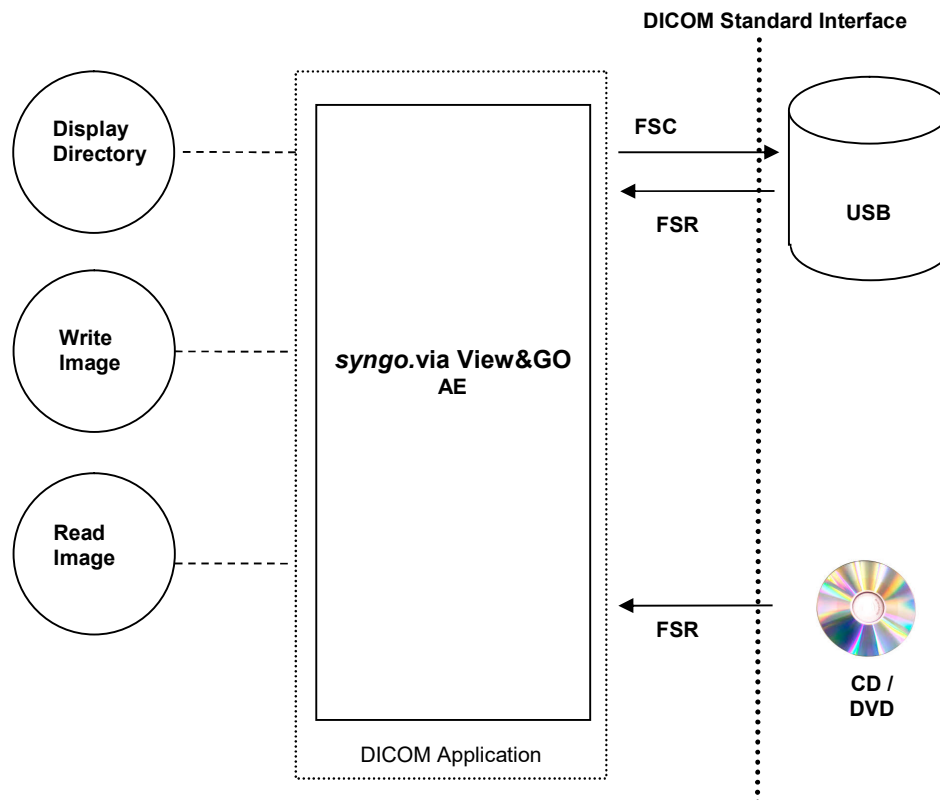 DICOM Standard Interface
Display
Directory
FSC
FSR
USB
Write
Image
syngo.via View&GO
AE
Read
Image
FSR
CD /
DVD
DICOM Application